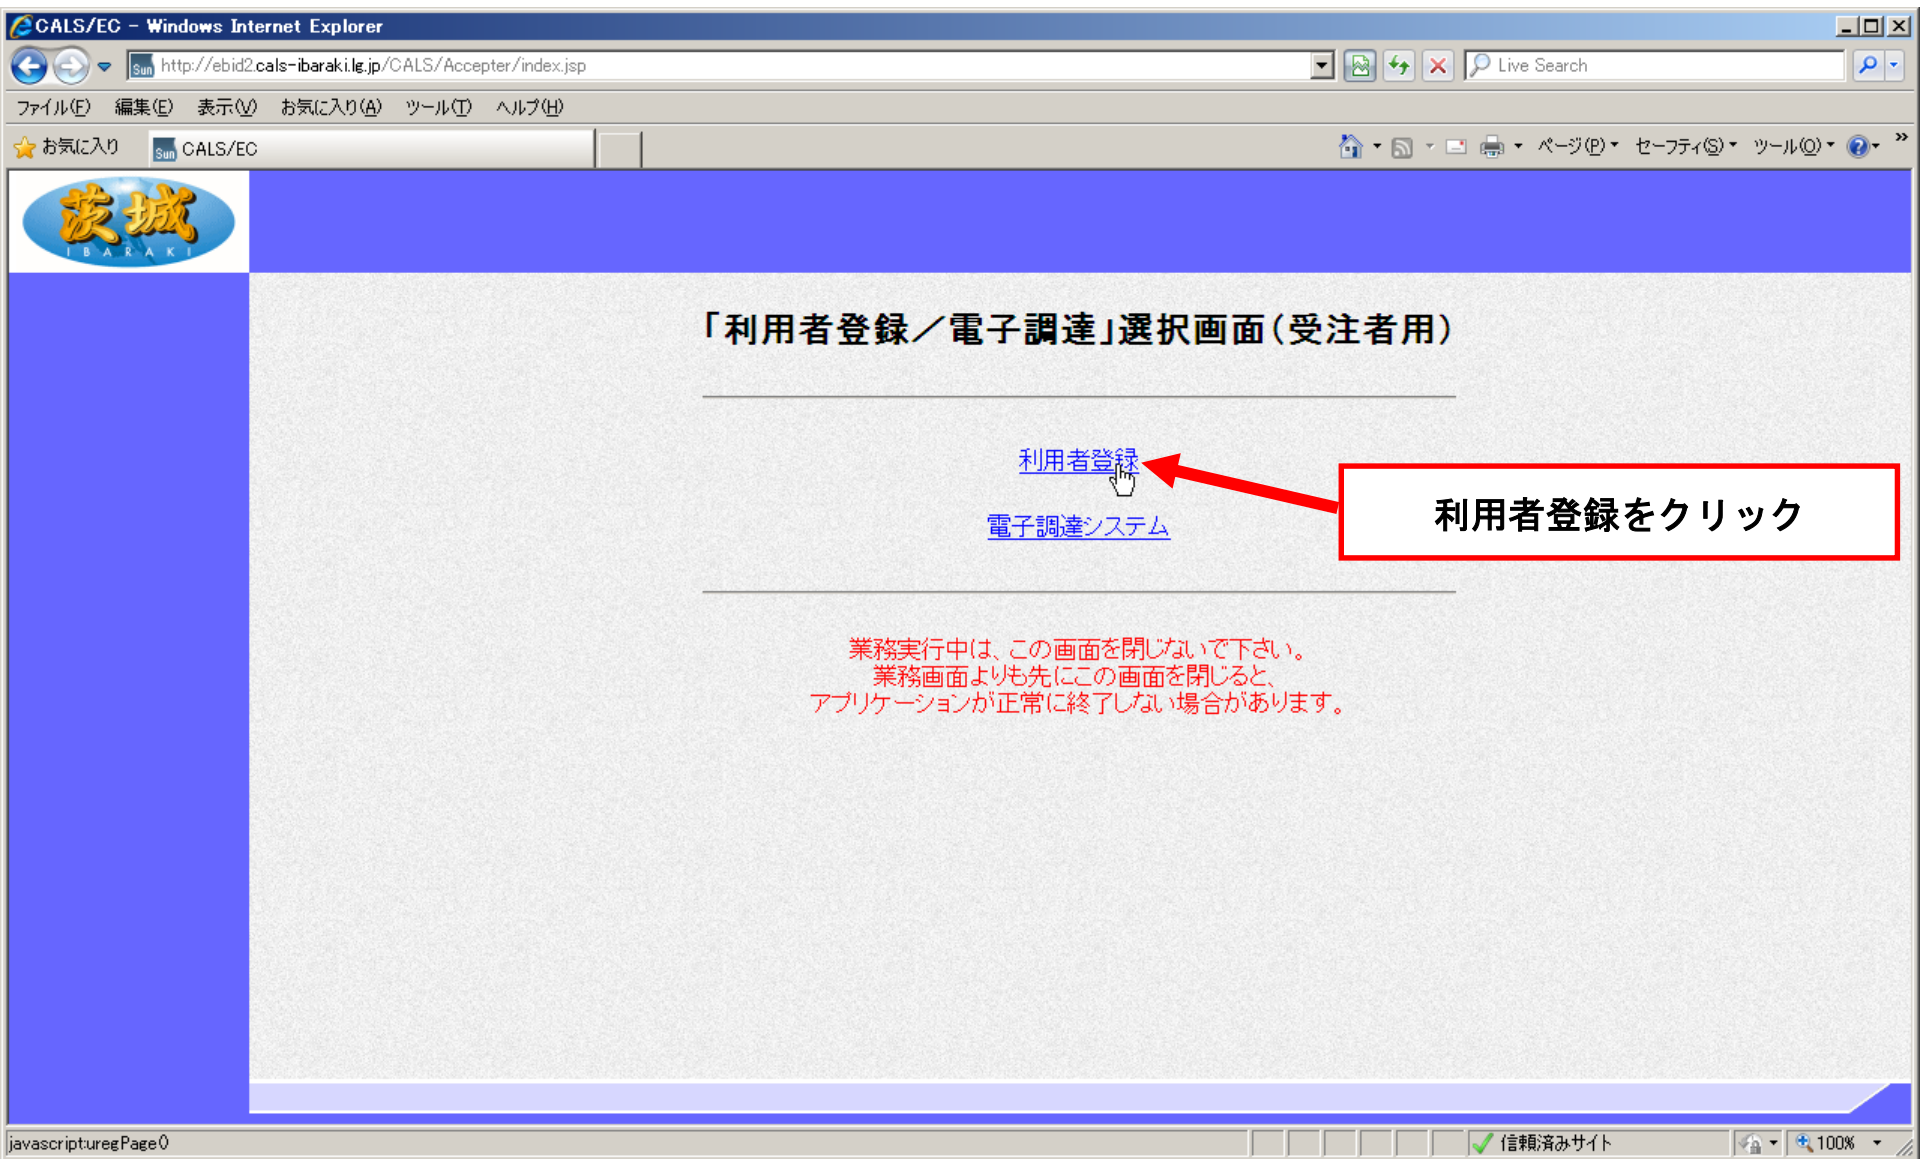 CALS/EC - Windows Internet Explorer
Sun http://ebid2.cals-ibaraki.lg.jp/CALS/Accepter/index.jsp
Live Search
ファイル(F) 編集(E) 表示(V) お気に入り(A) ツール(T) ヘルプ(H)
お気に入り Sun CALS/EC
ページ(P) セーフティ(S) ツール(O) »
茨城
IBARAKI
「利用者登録／電子調達」選択画面（受注者用）
利用者登録
利用者登録をクリック
電子調達システム
業務実行中は、この画面を閉じないで下さい。
業務画面よりも先にこの画面を閉じると、
アプリケーションが正常に終了しない場合があります。
javascript:uregPage()
信頼済みサイト
100%